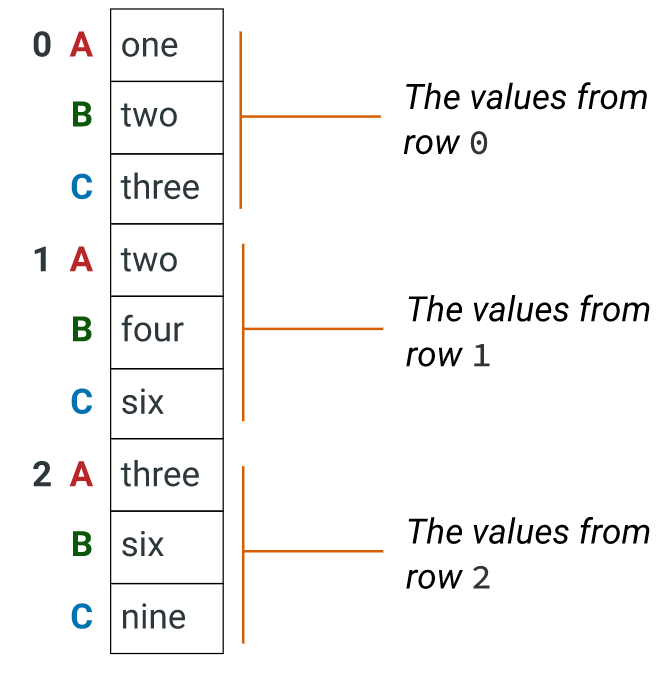 0 A one
B two
C three
The values from
row 0
1 A two
B four
C six
The values from
row 1
2 A three
B six
C nine
The values from
row 2